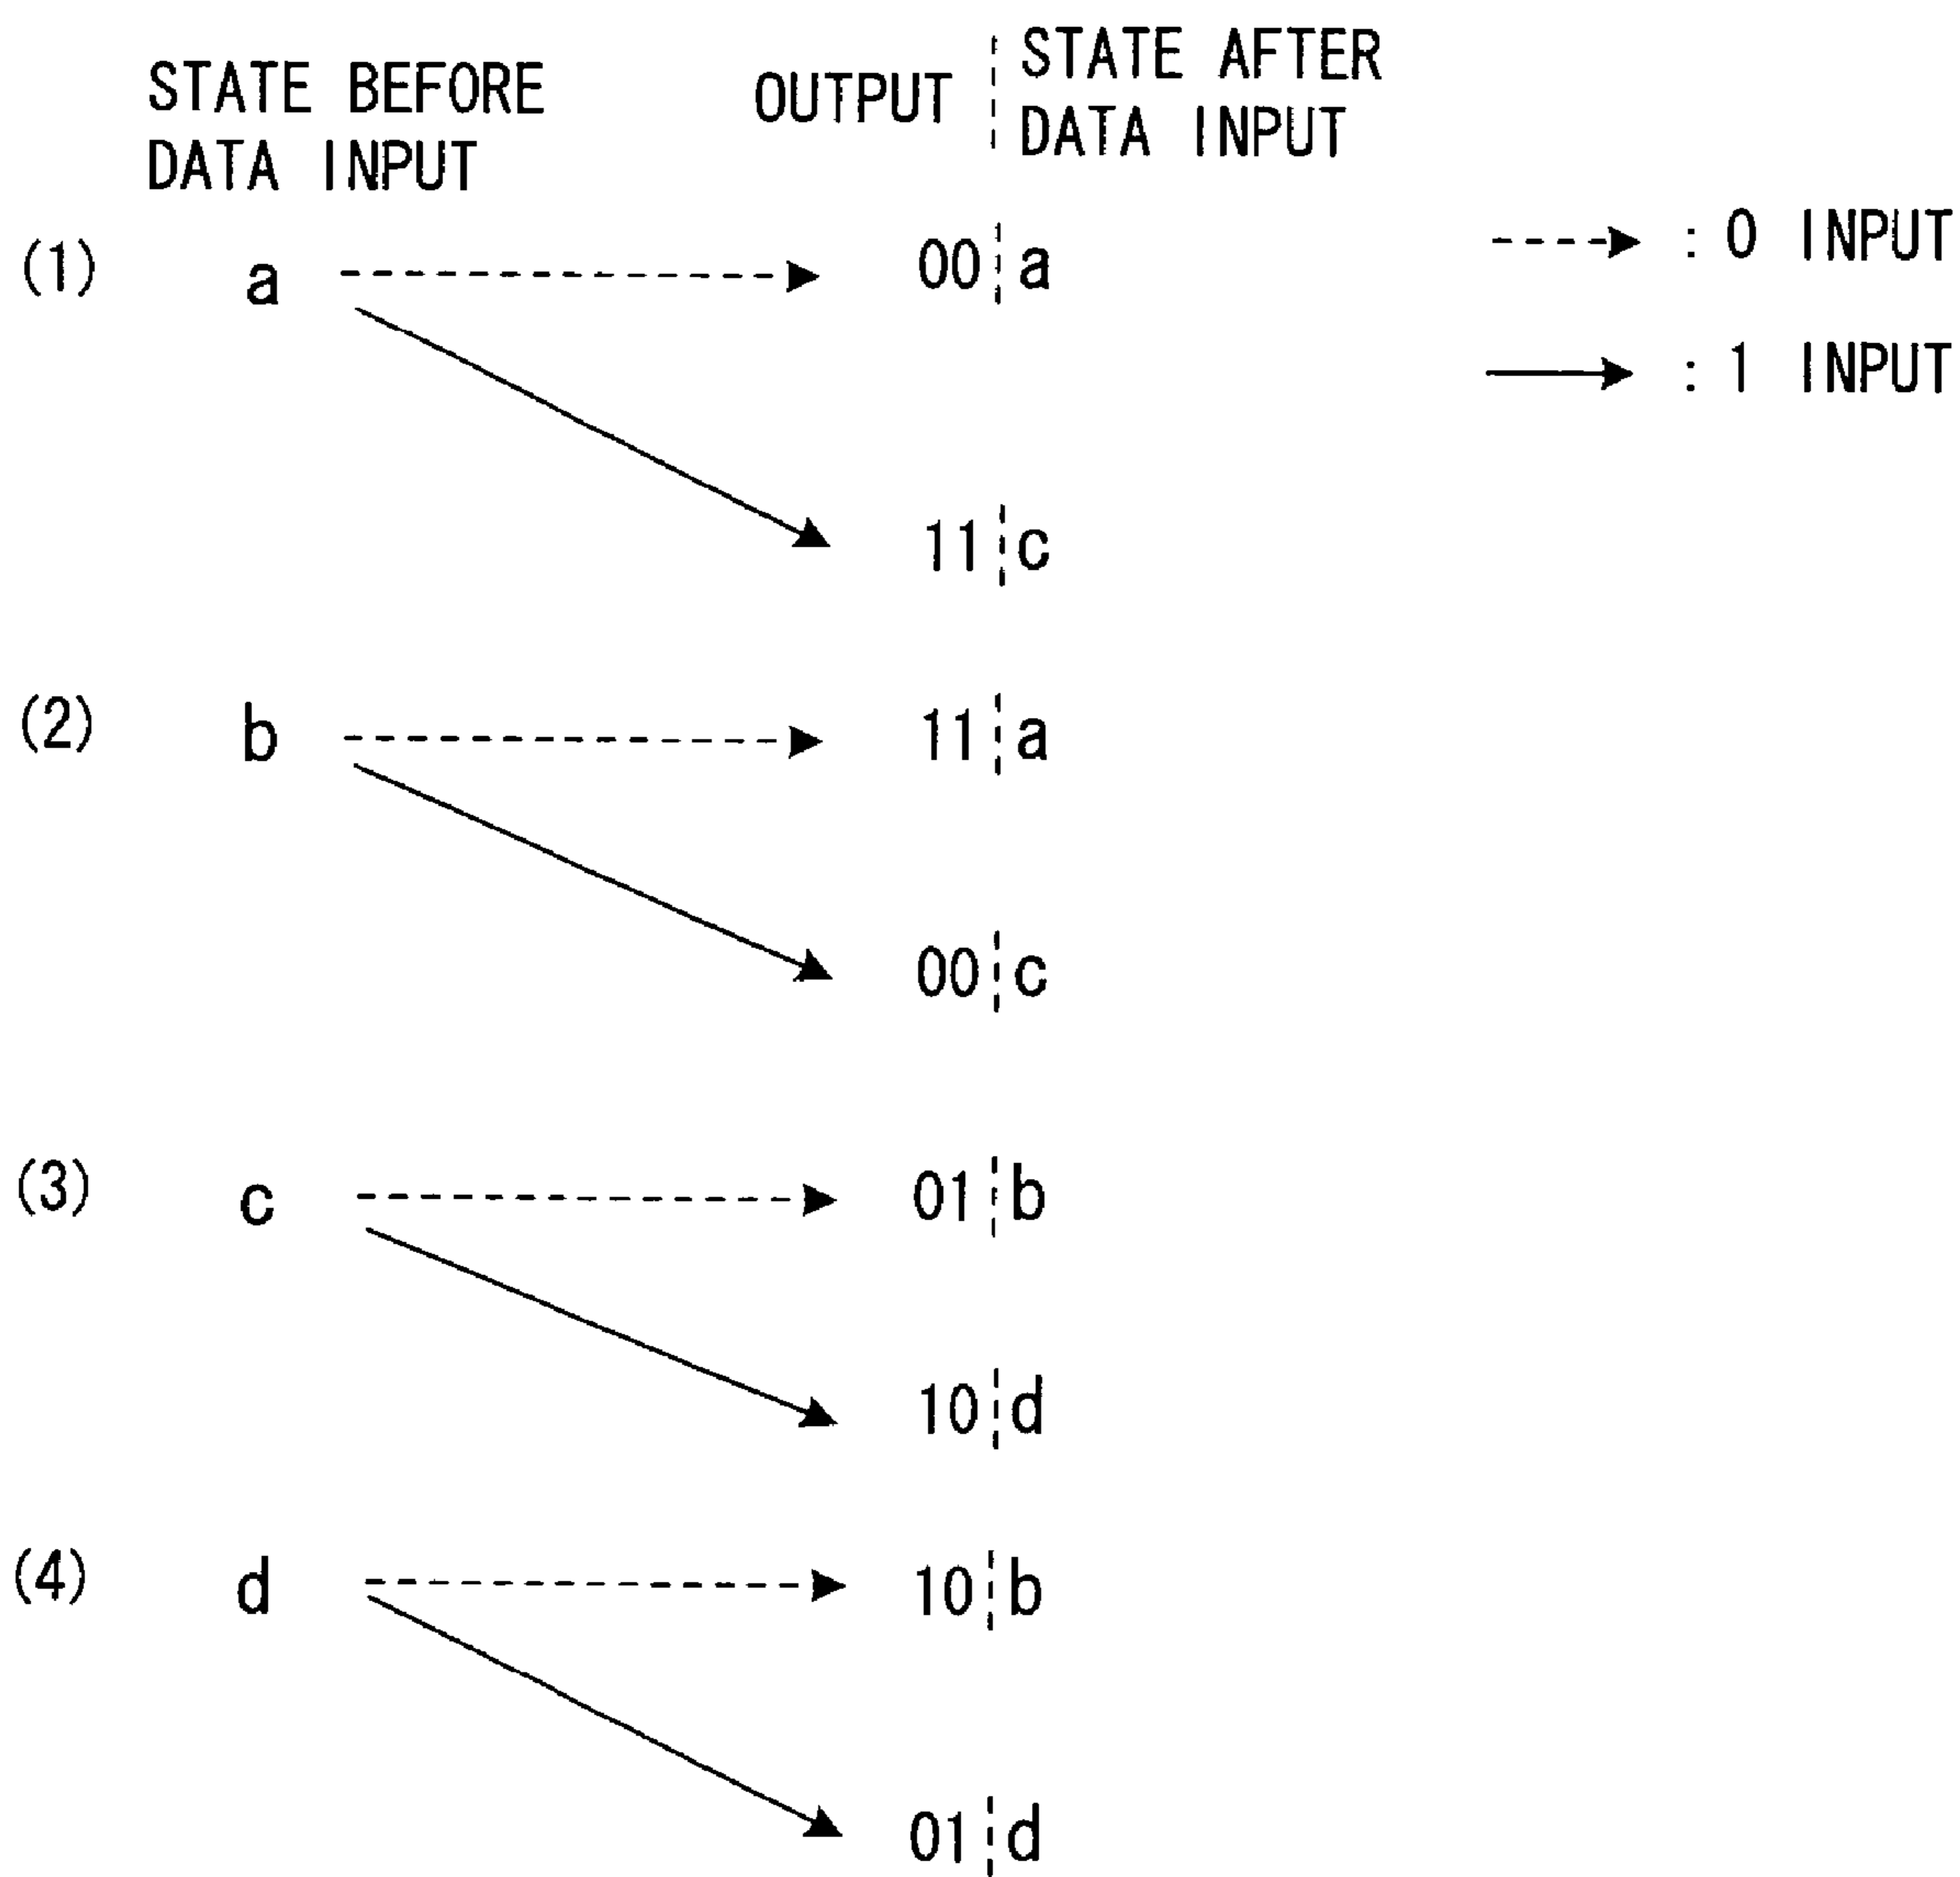 STATE BEFORE
DATA INPUT
OUTPUT
STATE AFTER
DATA INPUT
(1) a 00 a
: 0 INPUT
: 1 INPUT
11 c
(2) b 11 a
00 c
(3) c 01 b
10 d
(4) d 10 b
01 d